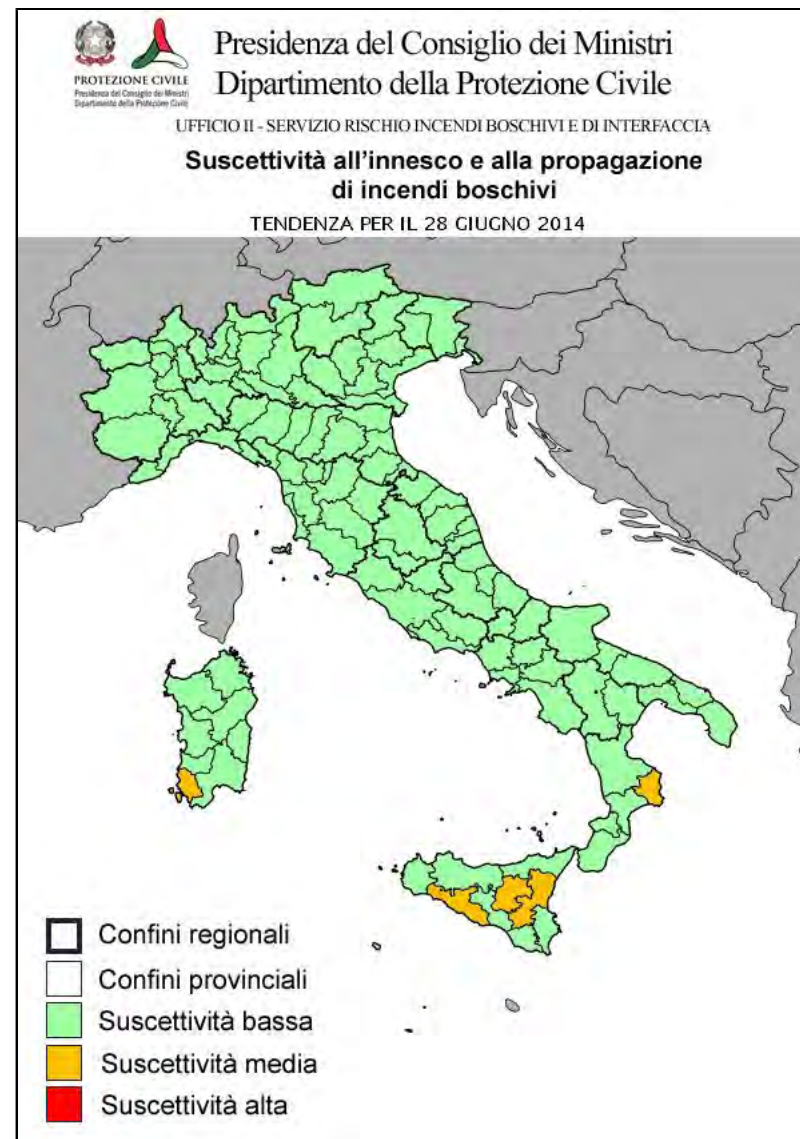 PROTEZIONE CIVILE
Presidenza del Consiglio dei Ministri
Dipartimento della Protezione Civile
Presidenza del Consiglio dei Ministri
Dipartimento della Protezione Civile
UFFICIO II - SERVIZIO RISCHIO INCENDI BOSCHIVI E DI INTERFACCIA
Suscettività all'innesco e alla propagazione
di incendi boschivi
TENDENZA PER IL 28 GIUGNO 2014
Confini regionali
Confini provinciali
Suscettività bassa
Suscettività media
Suscettività alta